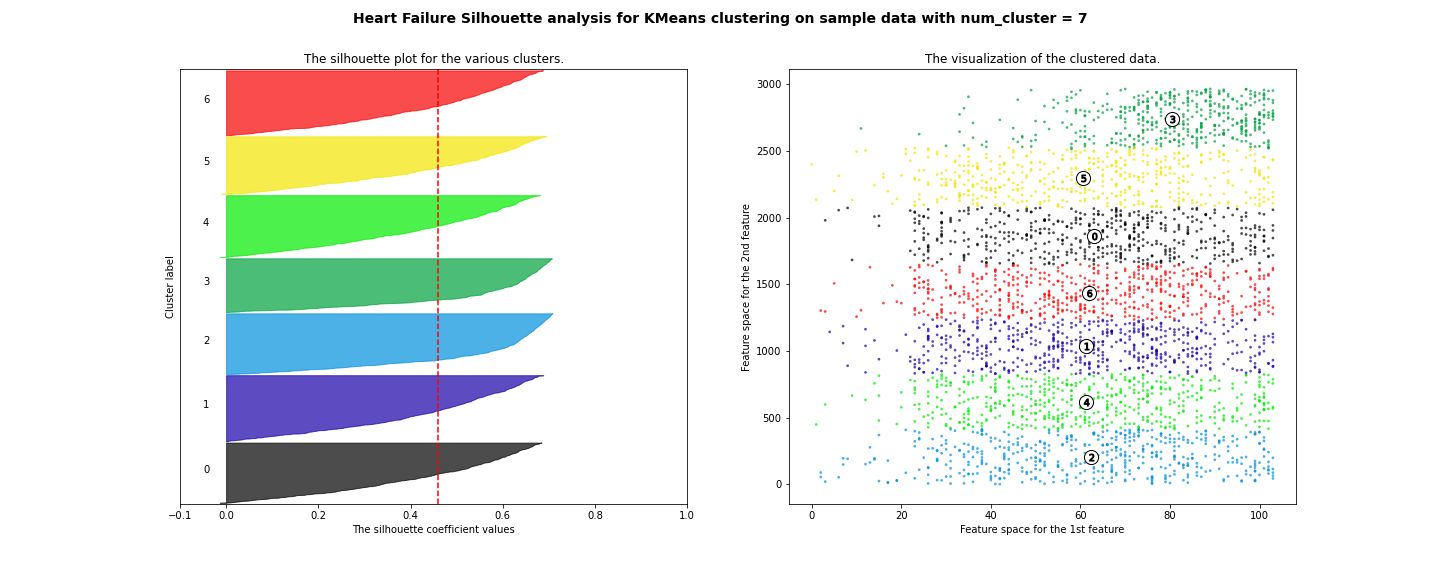 Heart Failure Silhouette analysis for KMeans clustering on sample data with num_cluster = 7
The silhouette plot for the various clusters.
Cluster label
6
5
4
3
2
1
0
−0.1 0.0 0.2 0.4 0.6 0.8 1.0
The silhouette coefficient values
The visualization of the clustered data.
Feature space for the 2nd feature
3000
2500
2000
1500
1000
500
0
3
5
0
6
1
4
2
0 20 40 60 80 100
Feature space for the 1st feature